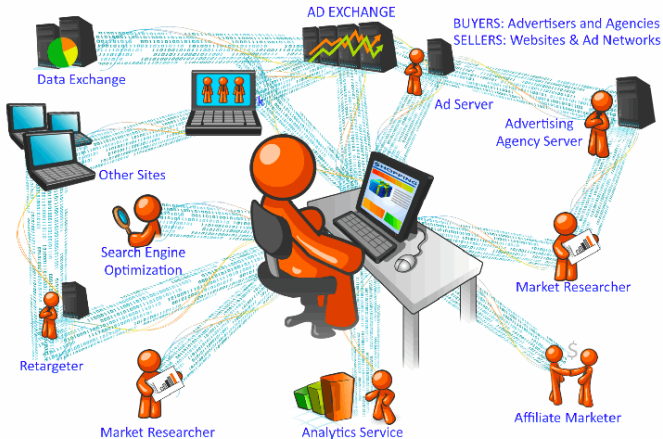 AD EXCHANGE
BUYERS: Advertisers and Agencies
SELLERS: Websites & Ad Networks
Data Exchange
Ad Server
Advertising
Agency Server
Other Sites
SHOPPING
Search Engine
Optimization
Market Researcher
Retargeter
$
Market Researcher
Analytics Service
Affiliate Marketer